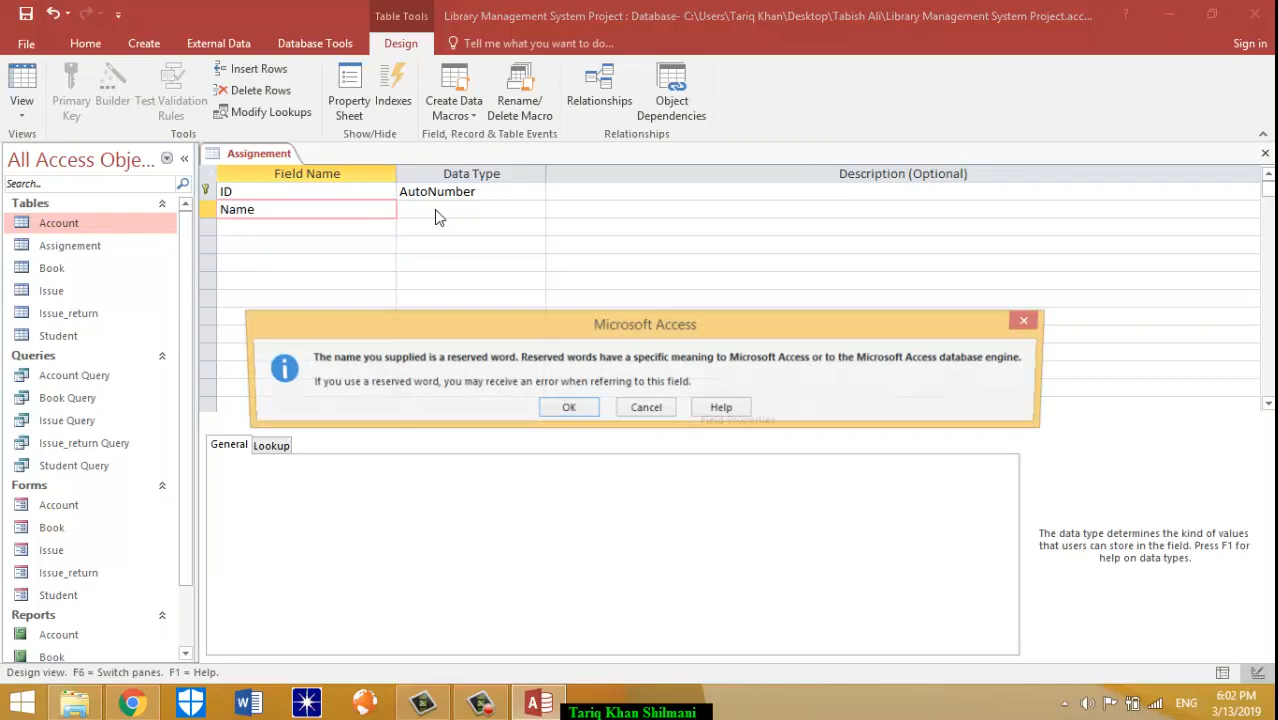 Table Tools
Library Management System Project : Database- C:\Users\Tariq Khan\Desktop\Tabish Ali\Library Management System Project.acc...
File
Home
Create
External Data
Database Tools
Design
Tell me what you want to do...
Sign in
View
Primary Key
Builder
Test Validation Rules
Insert Rows
Delete Rows
Modify Lookups
Property Sheet
Indexes
Create Data Macros
Rename/ Delete Macro
Relationships
Object Dependencies
Views
Tools
Show/Hide
Field, Record & Table Events
Relationships
All Access Obje...
Search...
Tables
Account
Assignement
Book
Issue
Issue_return
Student
Queries
Account Query
Book Query
Issue Query
Issue_return Query
Student Query
Forms
Account
Book
Issue
Issue_return
Student
Reports
Account
Book
Assignement
Field Name
Data Type
Description (Optional)
ID
AutoNumber
Name
Microsoft Access
The name you supplied is a reserved word. Reserved words have a specific meaning to Microsoft Access or to the Microsoft Access database engine.
If you use a reserved word, you may receive an error when referring to this field.
OK
Cancel
Help
Field Properties
General
Lookup
The data type determines the kind of values
that users can store in the field. Press F1 for
help on data types.
Design view. F6 = Switch panes. F1 = Help.
ENG
6:02 PM
3/13/2019
Tariq Khan Shilmani